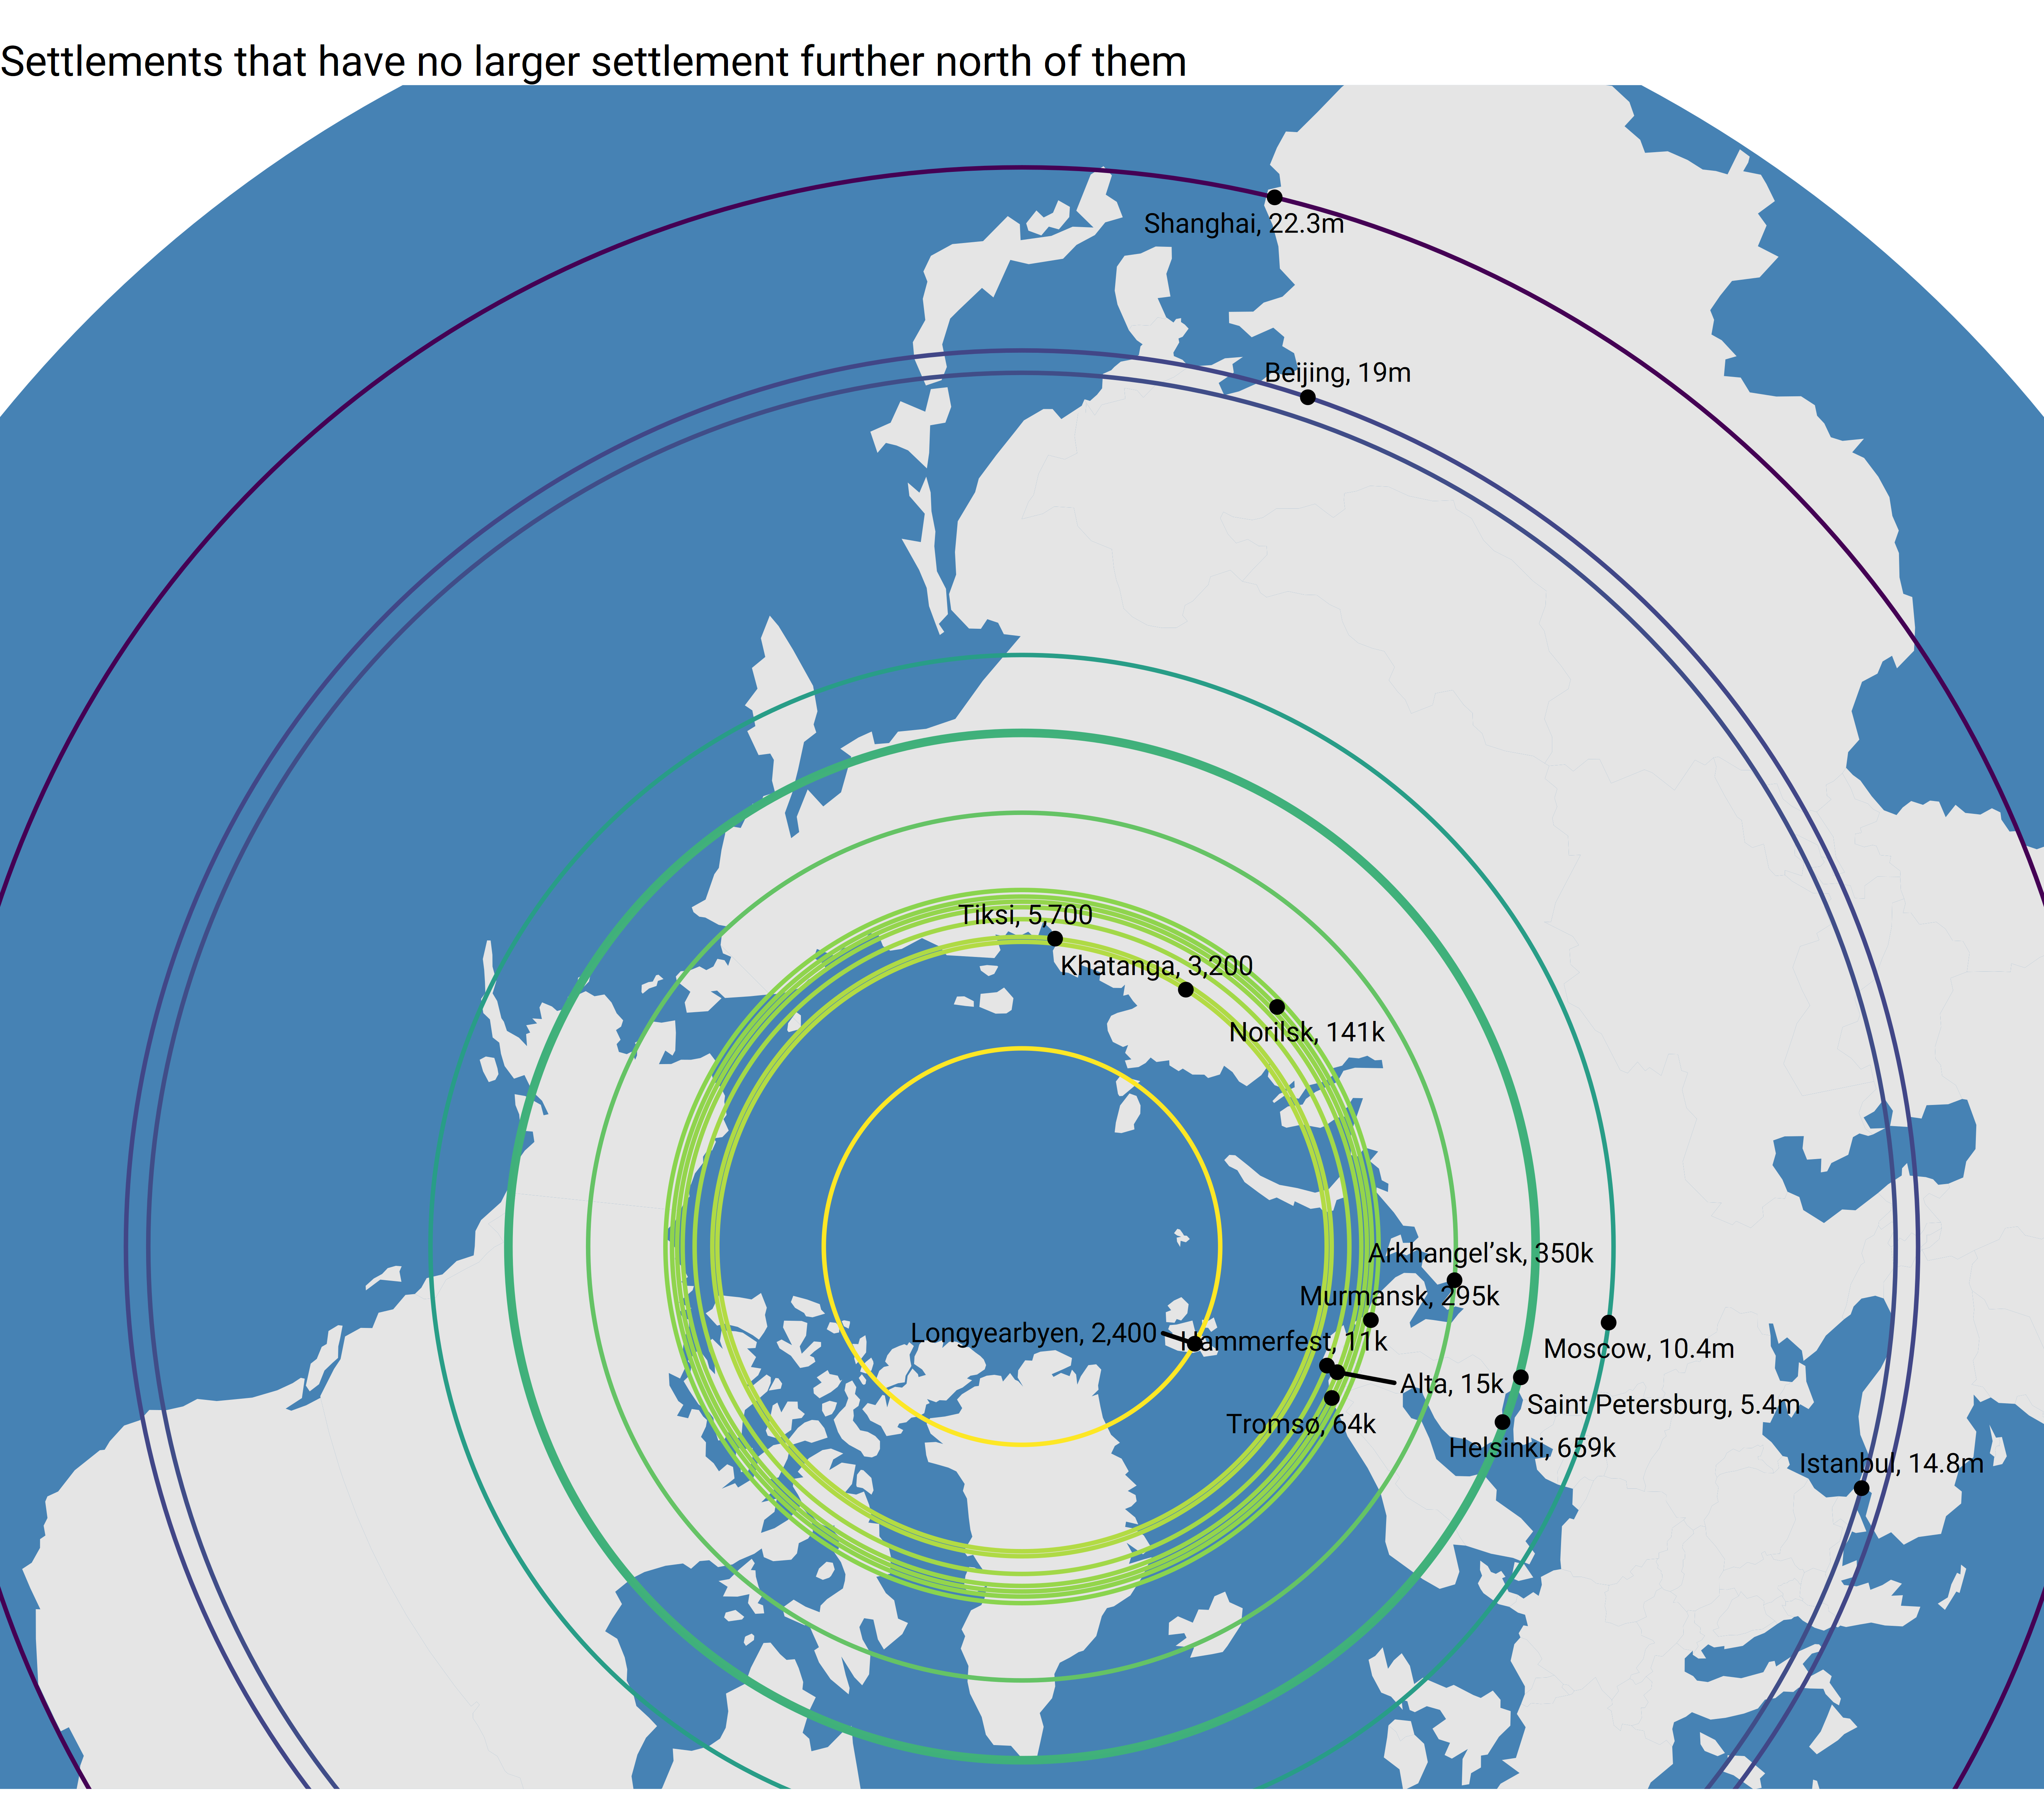 Settlements that have no larger settlement further north of them
Shanghai, 22.3m
Beijing, 19m
Tiksi, 5,700
Khatanga, 3,200
Norilsk, 141k
Arkhangel’sk, 350k
Murmansk, 295k
Longyearbyen, 2,400
Hammerfest, 11k
Moscow, 10.4m
Alta, 15k
Saint Petersburg, 5.4m
Tromsø, 64k
Helsinki, 659k
Istanbul, 14.8m